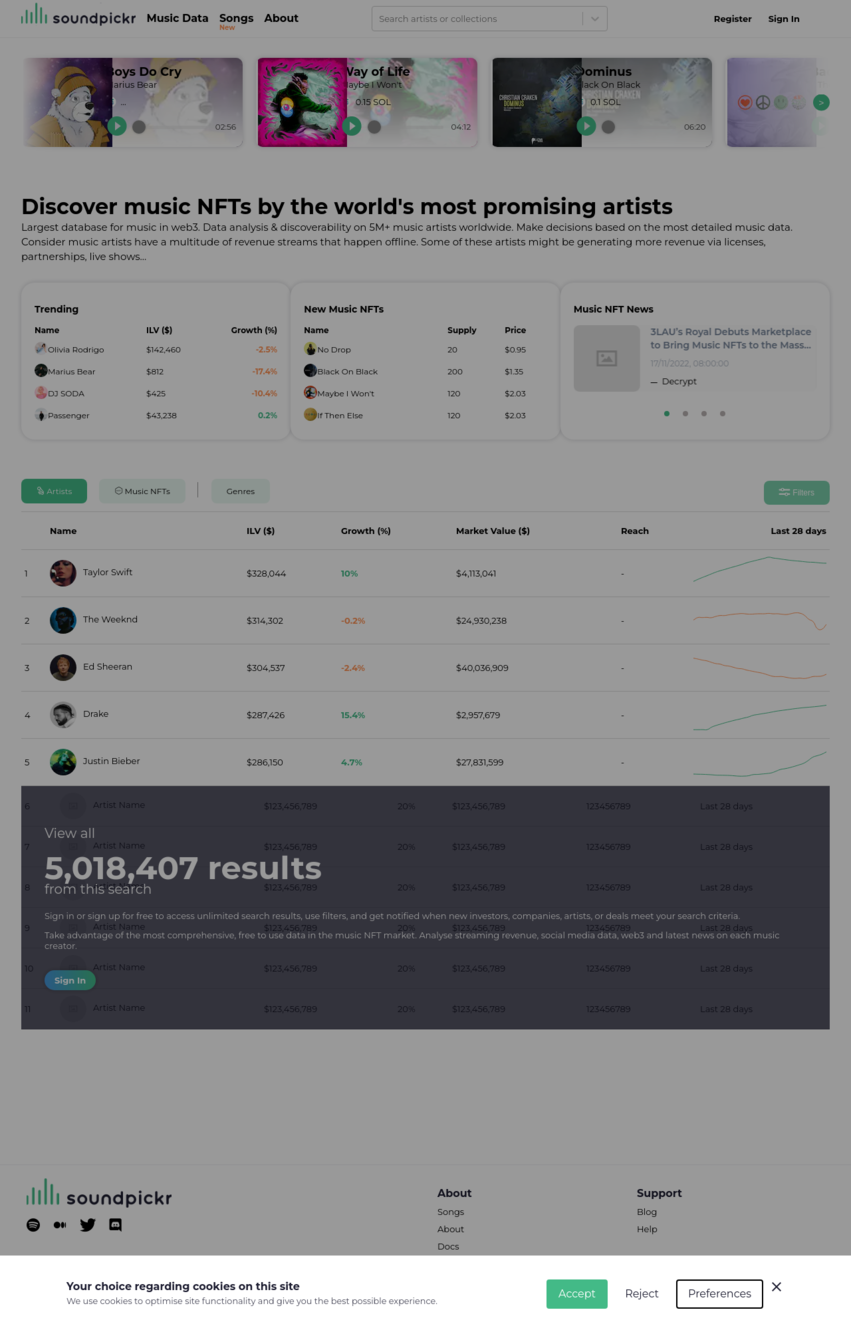 soundpickr Music Data Songs About Search artists or collections Register Sign In
New
Boys Do Cry
Marius Bear
...
02:56
Way of Life
Maybe I Won't
0.15 SOL
04:12
Dominus
Black On Black
0.1 SOL
06:20
CHRISTIAN CRAKEN
DOMINUS
>
Discover music NFTs by the world's most promising artists
Largest database for music in web3. Data analysis & discoverability on 5M+ music artists worldwide. Make decisions based on the most detailed music data.
Consider music artists have a multitude of revenue streams that happen offline. Some of these artists might be generating more revenue via licenses,
partnerships, live shows...
Trending
Name ILV ($) Growth (%)
Olivia Rodrigo $142,460 -2.5%
Marius Bear $812 -17.4%
DJ SODA $425 -10.4%
Passenger $43,238 0.2%
New Music NFTs
Name Supply Price
No Drop 20 $0.95
Black On Black 200 $1.35
Maybe I Won't 120 $2.03
If Then Else 120 $2.03
Music NFT News
3LAU's Royal Debuts Marketplace
to Bring Music NFTs to the Mass...
17/11/2022, 08:00:00
— Decrypt
Artists Music NFTs Genres Filters
Name ILV ($) Growth (%) Market Value ($) Reach Last 28 days
1 Taylor Swift $328,044 10% $4,113,041 -
2 The Weeknd $314,302 -0.2% $24,930,238 -
3 Ed Sheeran $304,537 -2.4% $40,036,909 -
4 Drake $287,426 15.4% $2,957,679 -
5 Justin Bieber $286,150 4.7% $27,831,599 -
6 Artist Name $123,456,789 20% $123,456,789 123456789 Last 28 days
View all
7 Artist Name $123,456,789 20% $123,456,789 123456789 Last 28 days
5,018,407 results
8 $123,456,789 20% $123,456,789 123456789 Last 28 days
from this search
Sign in or sign up for free to access unlimited search results, use filters, and get notified when new investors, companies, artists, or deals meet your search criteria.
9
Take advantage of the most comprehensive, free to use data in the music NFT market. Analyse streaming revenue, social media data, web3 and latest news on each music
creator.
10 Artist Name $123,456,789 20% $123,456,789 123456789 Last 28 days
Sign In
11 Artist Name $123,456,789 20% $123,456,789 123456789 Last 28 days
soundpickr
About
Songs
About
Docs
Support
Blog
Help
Your choice regarding cookies on this site
We use cookies to optimise site functionality and give you the best possible experience.
Accept Reject Preferences